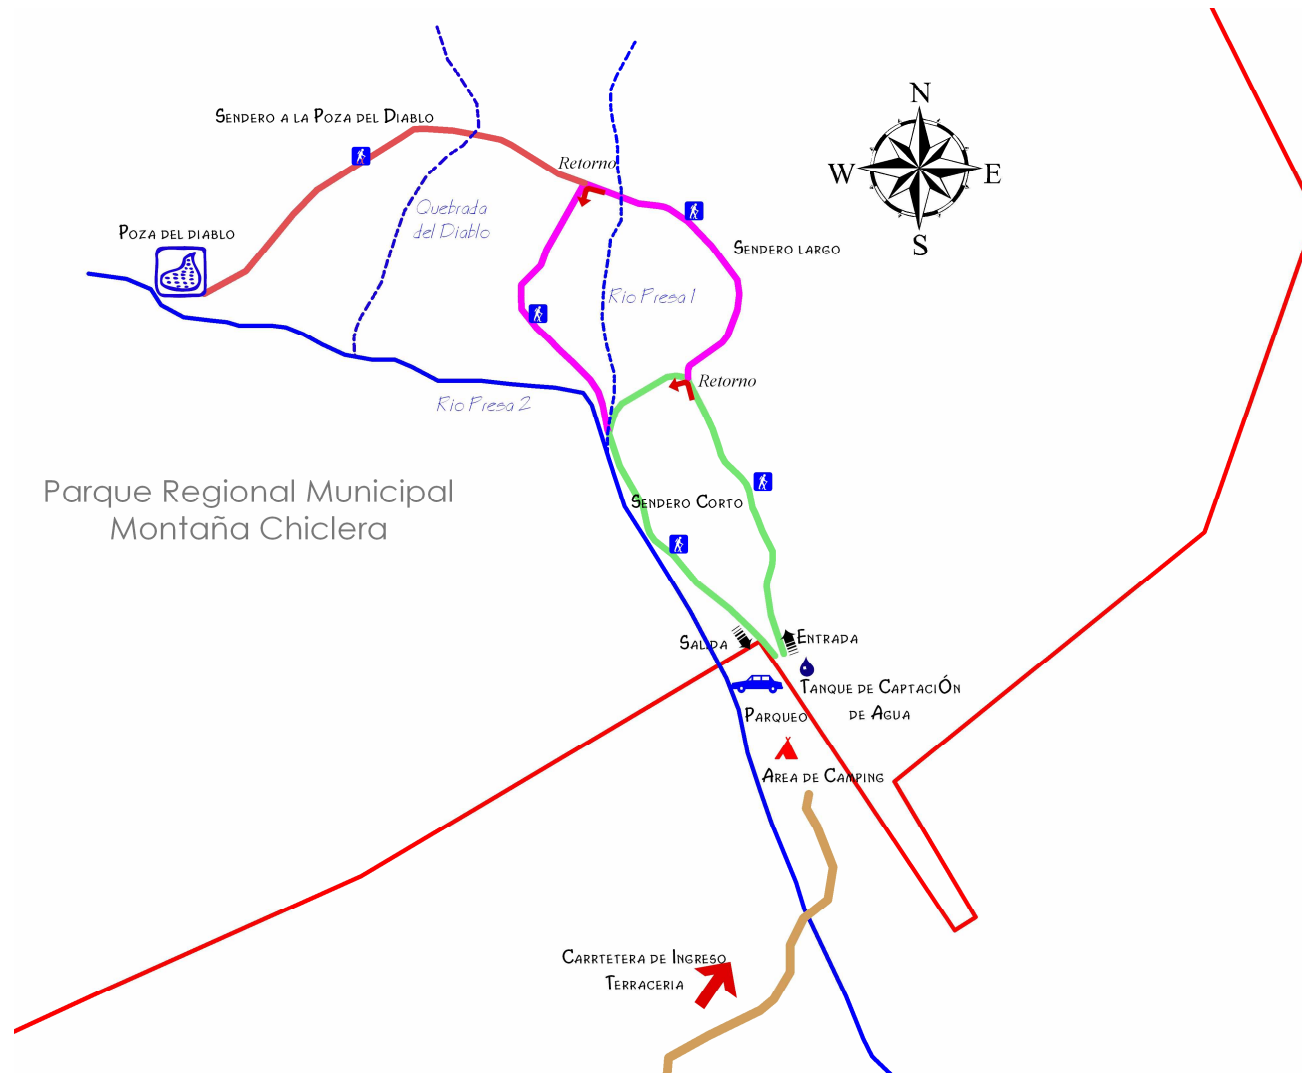 N
SENDERO A LA POZA DEL DIABLO
Retorno
W
E
Quebrada
del Diablo
POZA DEL DIABLO
S
SENDERO LARGO
Rio Presa 1
Retorno
Rio Presa 2
Parque Regional Municipal
Montaña Chiclera
SENDERO CORTO
SALIDA
ENTRADA
TANQUE DE CAPTACIÓN
DE AGUA
PARQUEO
AREA DE CAMPING
CARRTETERA DE INGRESO
TERRACERIA